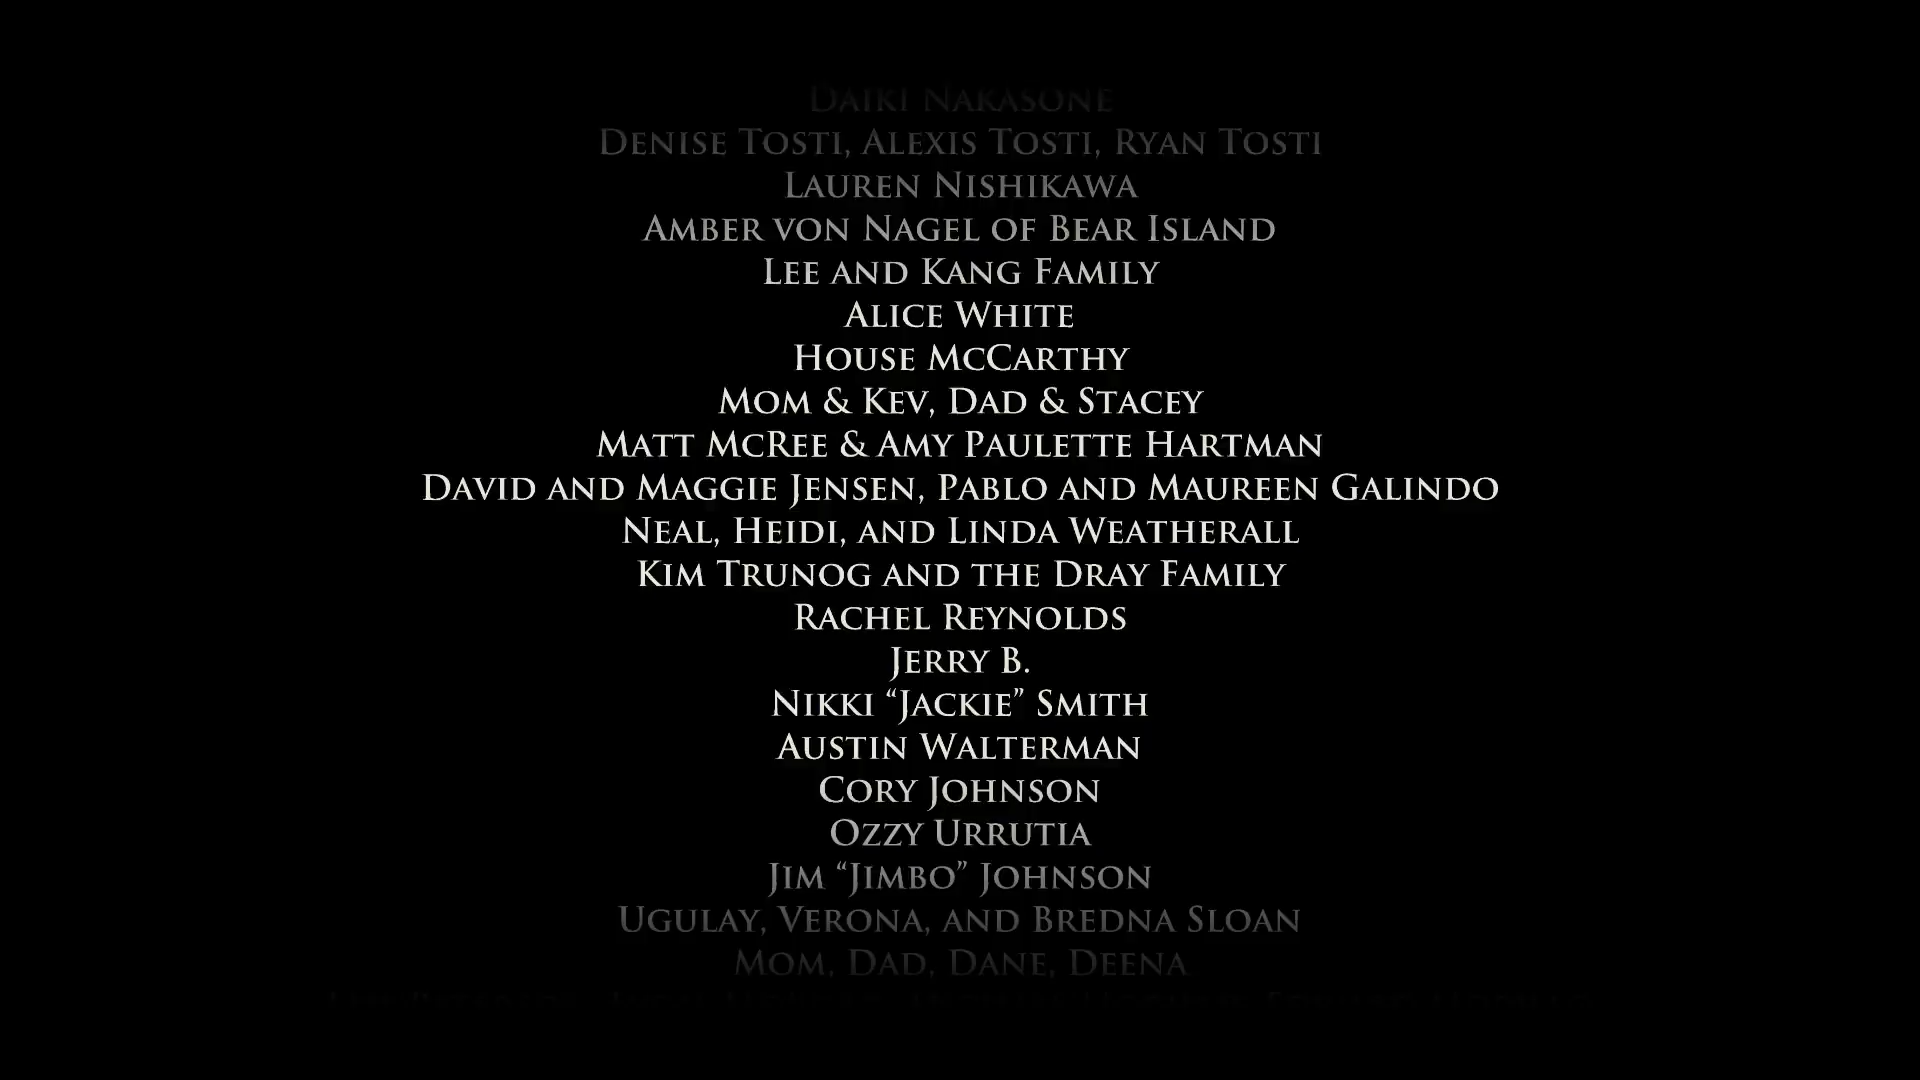 Daiki Nakasone
Denise Tosti, Alexis Tosti, Ryan Tosti
Lauren Nishikawa
Amber von Nagel of Bear Island
Lee and Kang Family
Alice White
House McCarthy
Mom & Kev, Dad & Stacey
Matt McRee & Amy Paulette Hartman
David and Maggie Jensen, Pablo and Maureen Galindo
Neal, Heidi, and Linda Weatherall
Kim Trunog and the Dray Family
Rachel Reynolds
Jerry B.
Nikki “Jackie” Smith
Austin Walterman
Cory Johnson
Ozzy Urrutia
Jim “Jimbo” Johnson
Ugulay, Verona, and Bredna Sloan
Mom, Dad, Dane, Deena